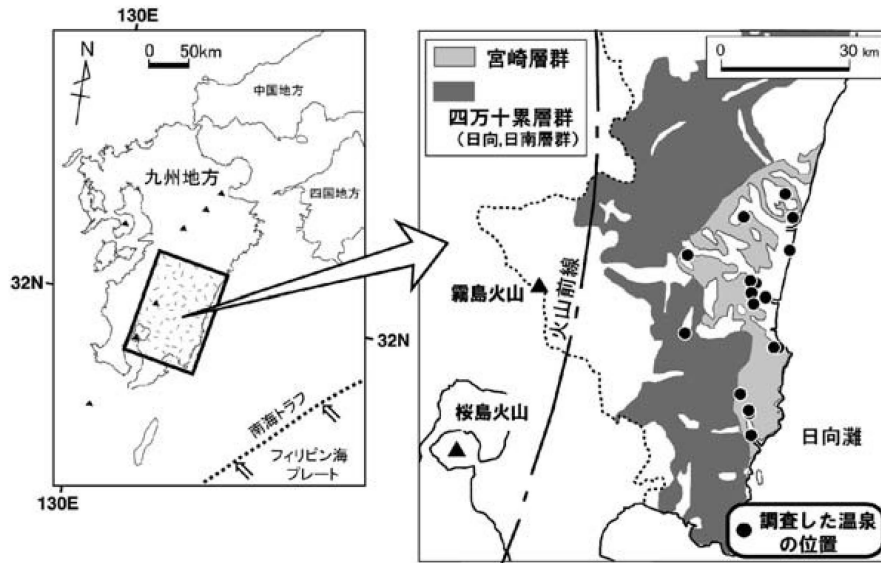 130E
0 50km
N
中国地方
九州地方
四国地方
32N
32N
南海トラフ
フィリピン海
プレート
130E
宮崎層群
四万十累層群
(日向,日南層群)
0 30 km
霧島火山
火山前線
桜島火山
日向灘
調査した温泉
の位置